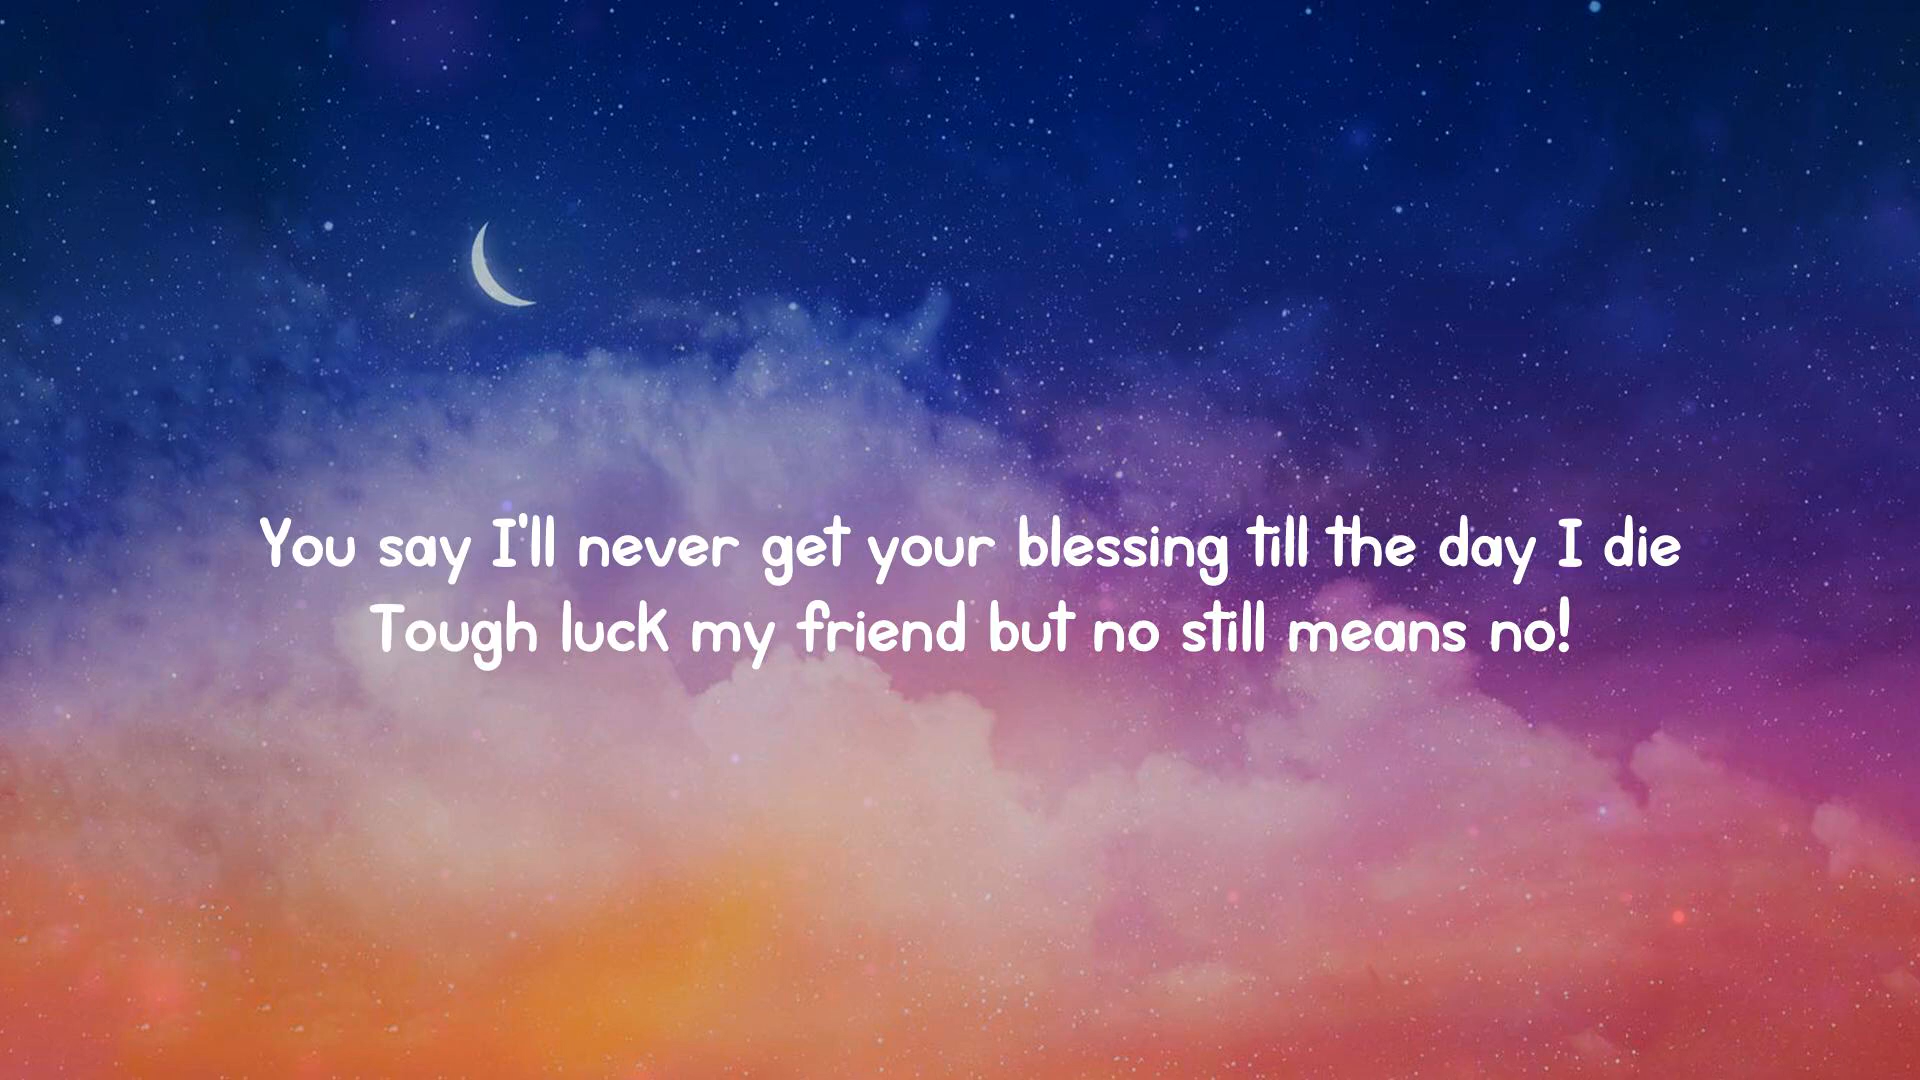 You say I'll never get your blessing till the day I die
Tough luck my friend but no still means no!